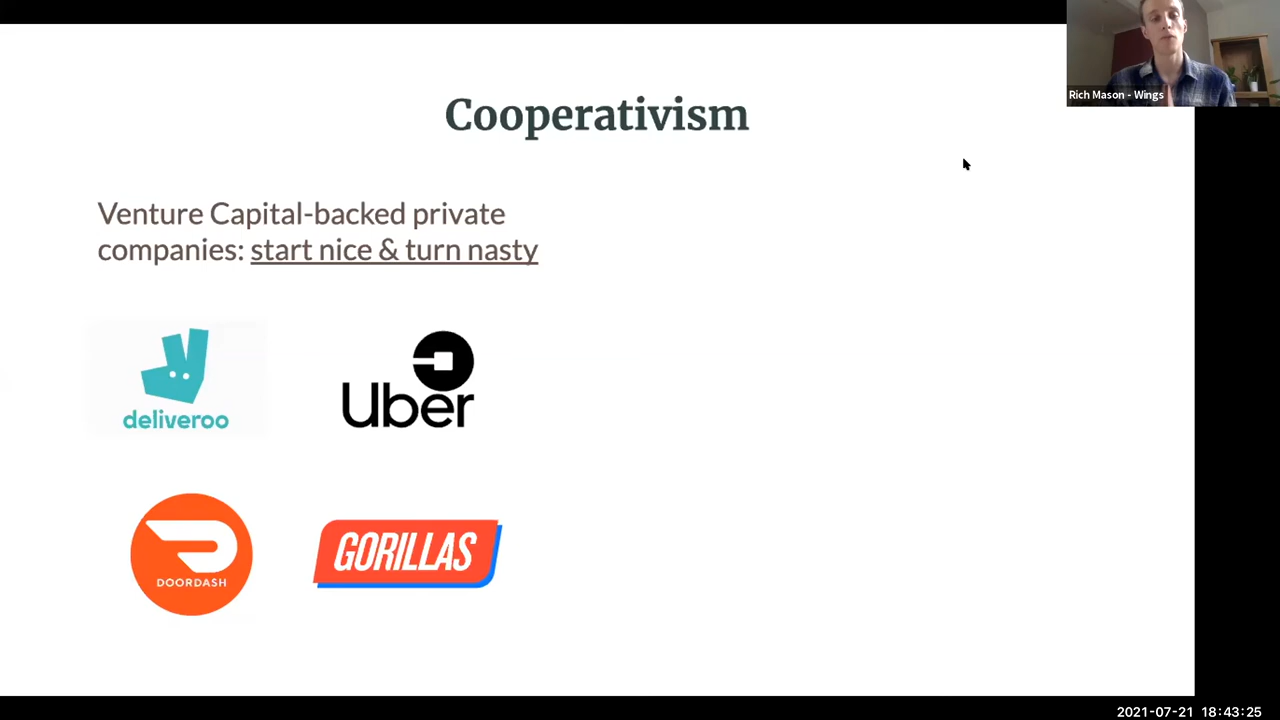 Rich Mason - Wings
Cooperativism
Venture Capital-backed private
companies: start nice & turn nasty
deliveroo
Uber
DOORDASH
GORILLAS
2021-07-21 18:43:25